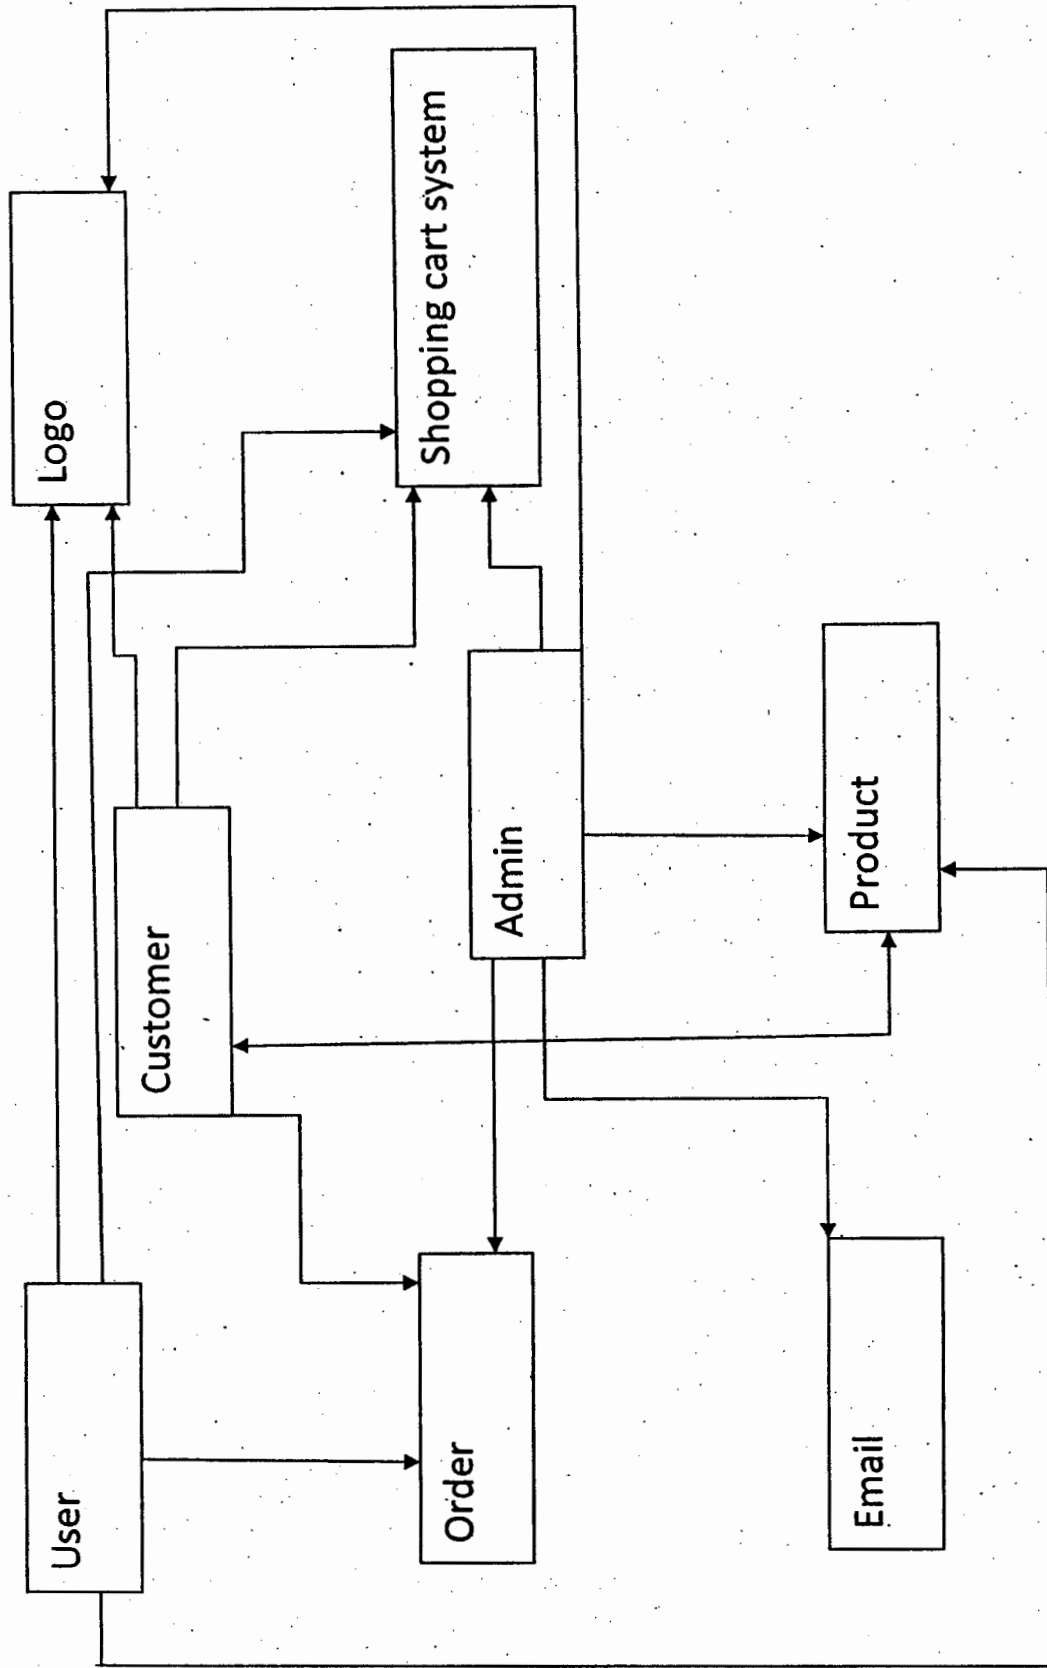 User
Customer
Logo
Order
Admin
Shopping cart system
Email
Product